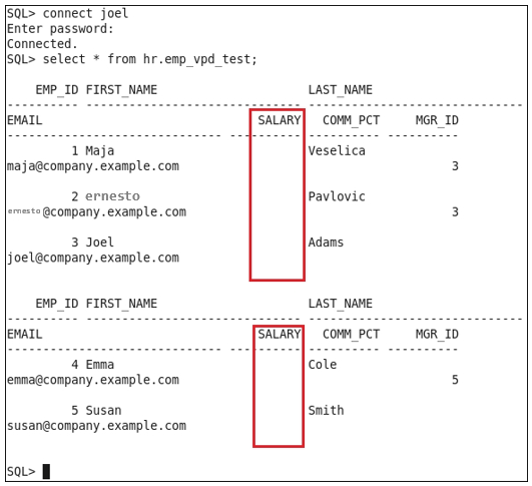 SQL> connect joel
Enter password:
Connected.
SQL> select * from hr.emp_vpd_test;
EMP_ID FIRST_NAME LAST_NAME
---------- ------------------------------ ------------------------------
EMAIL SALARY COMM_PCT MGR_ID
------------------------------ ---------- ---------- ----------
1 Maja Veselica
maja@company.example.com 3
2 ernesto Pavlovic
ernesto @company.example.com 3
3 Joel Adams
joel@company.example.com
EMP_ID FIRST_NAME LAST_NAME
---------- ------------------------------ ------------------------------
EMAIL SALARY COMM_PCT MGR_ID
------------------------------ ---------- ---------- ----------
4 Emma Cole
emma@company.example.com 5
5 Susan Smith
susan@company.example.com
SQL>